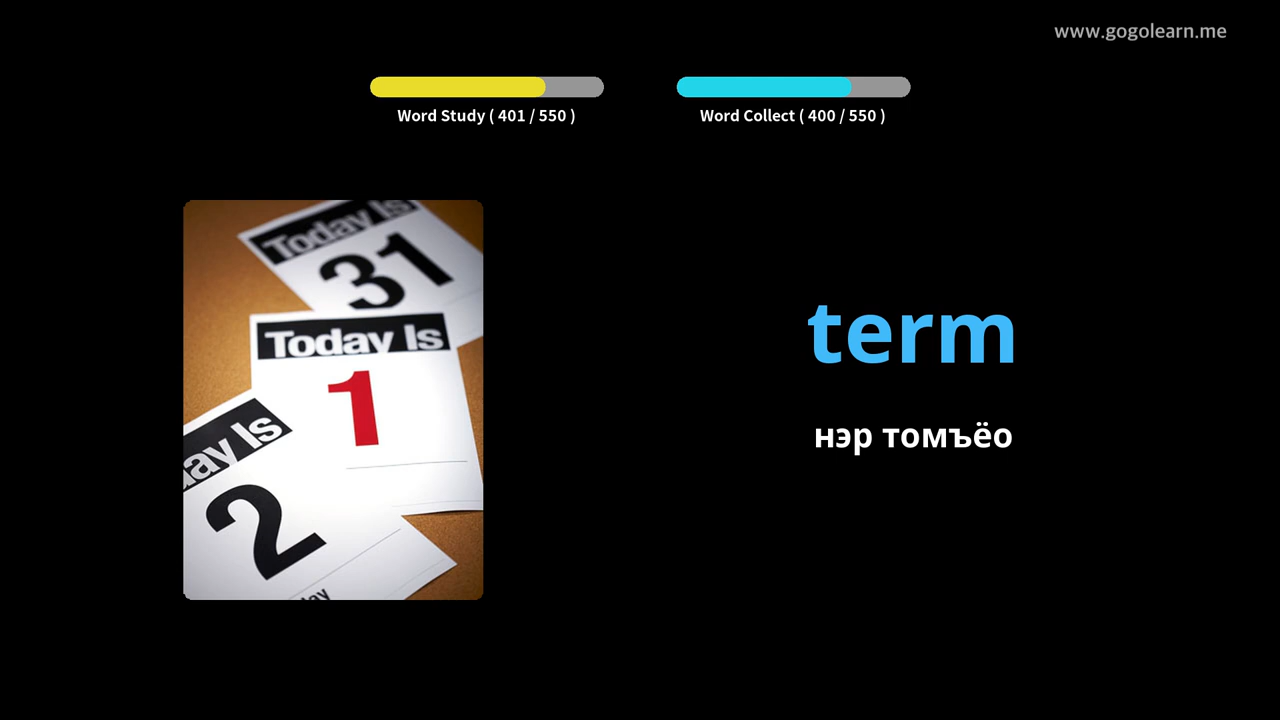 www.gogolearn.me
Word Study ( 401 / 550 )
Word Collect ( 400 / 550 )
Today Is
31
Today Is
1
ay Is
2
term
нэр томъёо